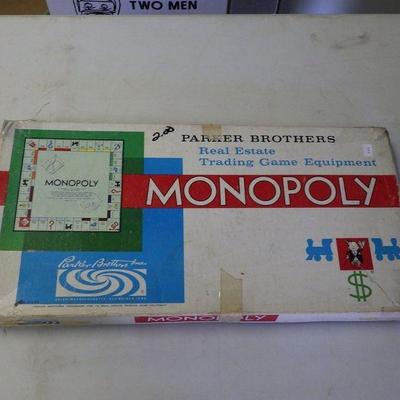 TWO MEN
2.00
PARKER BROTHERS
Real Estate
Trading Game Equipment
MONOPOLY
MONOPOLY
Parker Brothers Inc.
$
MONOPOLY